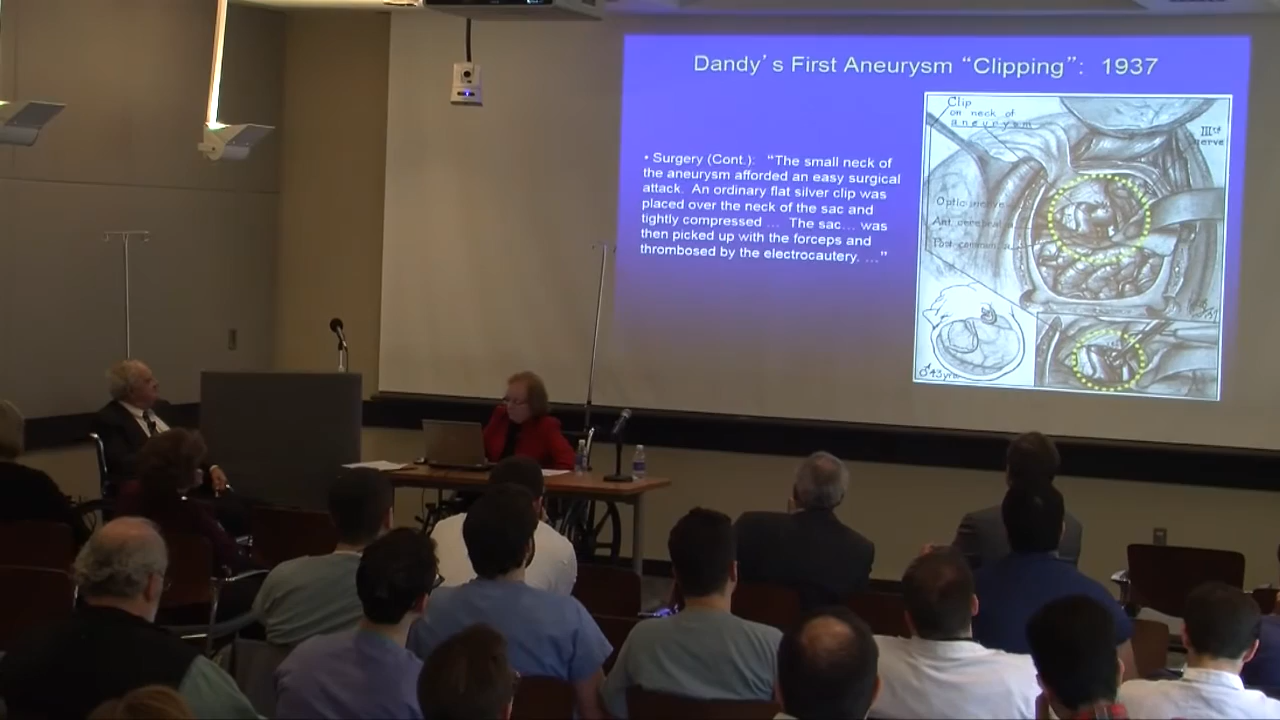 Dandy's First Aneurysm “Clipping”: 1937
• Surgery (Cont.): “The small neck of
the aneurysm afforded an easy surgical
attack. An ordinary flat silver clip was
placed over the neck of the sac and
tightly compressed ... The sac... was
then picked up with the forceps and
thrombosed by the electrocautery. ...”
Clip
on neck of
aneurysm
IIIrd
nerve
Optic nerve
Ant. cerebral
Post. commun. a.
♂ 43 yrs.